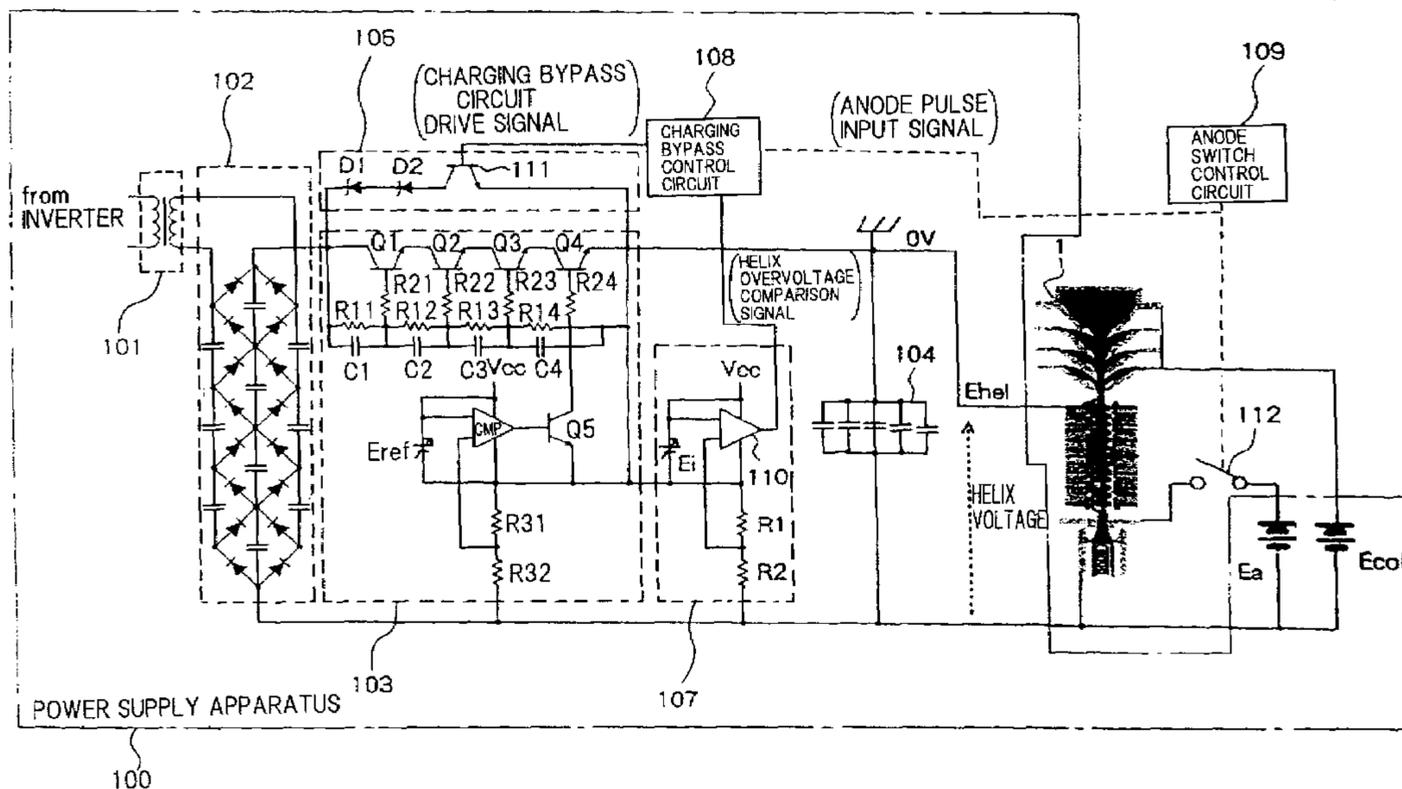 106
102
(CHARGING BYPASS
CIRCUIT
DRIVE SIGNAL)
108
(ANODE PULSE
INPUT SIGNAL)
109
CHARGING
BYPASS
CONTROL
CIRCUIT
ANODE
SWITCH
CONTROL
CIRCUIT
D
D2
111
from
INVERTER
101
Q1
Q2
Q3
Q4
0V
1
R21
R22
R23
R24
(HELIX
OVERVOLTAGE
COMPARISON
SIGNAL)
R11
R12
R13
R14
C1
C2
C3
C4
Vcc
Vcc
104
Ehel
CMP
Q5
Eref
Ei
110
112
HELIX
VOLTAGE
R31
R1
R32
R2
Ea
Ecol
103
107
POWER SUPPLY APPARATUS
100